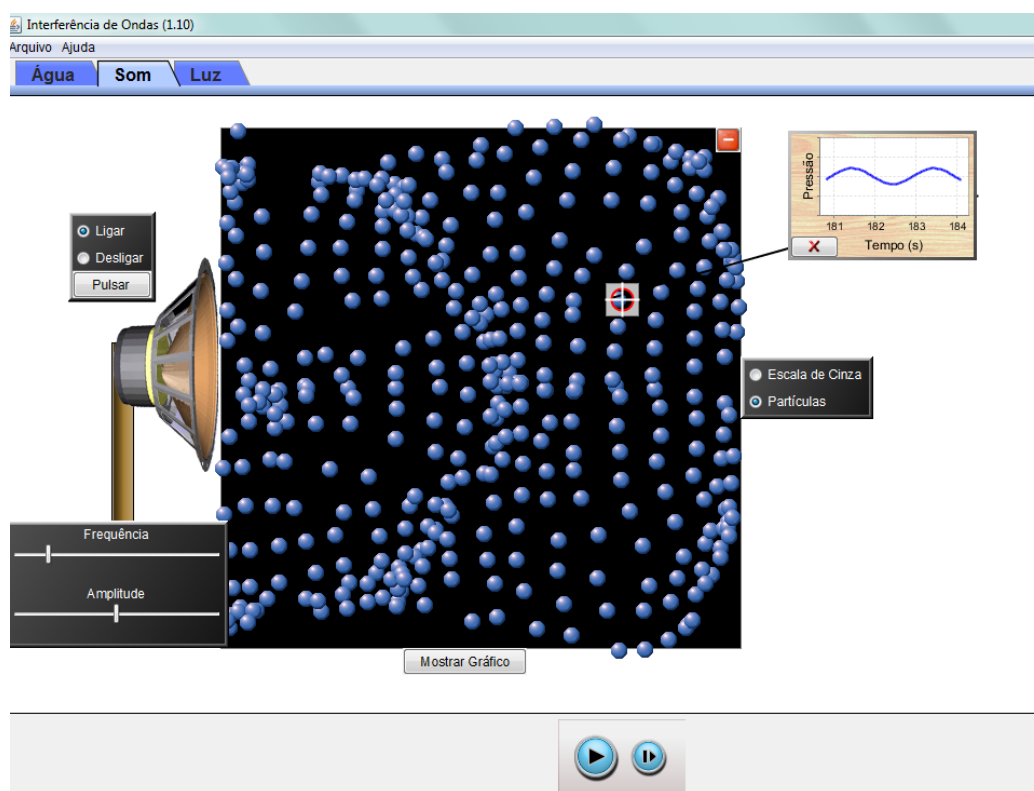 Interferência de Ondas (1.10)
Arquivo Ajuda
Água Som Luz
Pressão
181 182 183 184
Tempo (s)
Ligar
Desligar
Pulsar
Escala de Cinza
Partículas
Frequência
Amplitude
Mostrar Gráfico